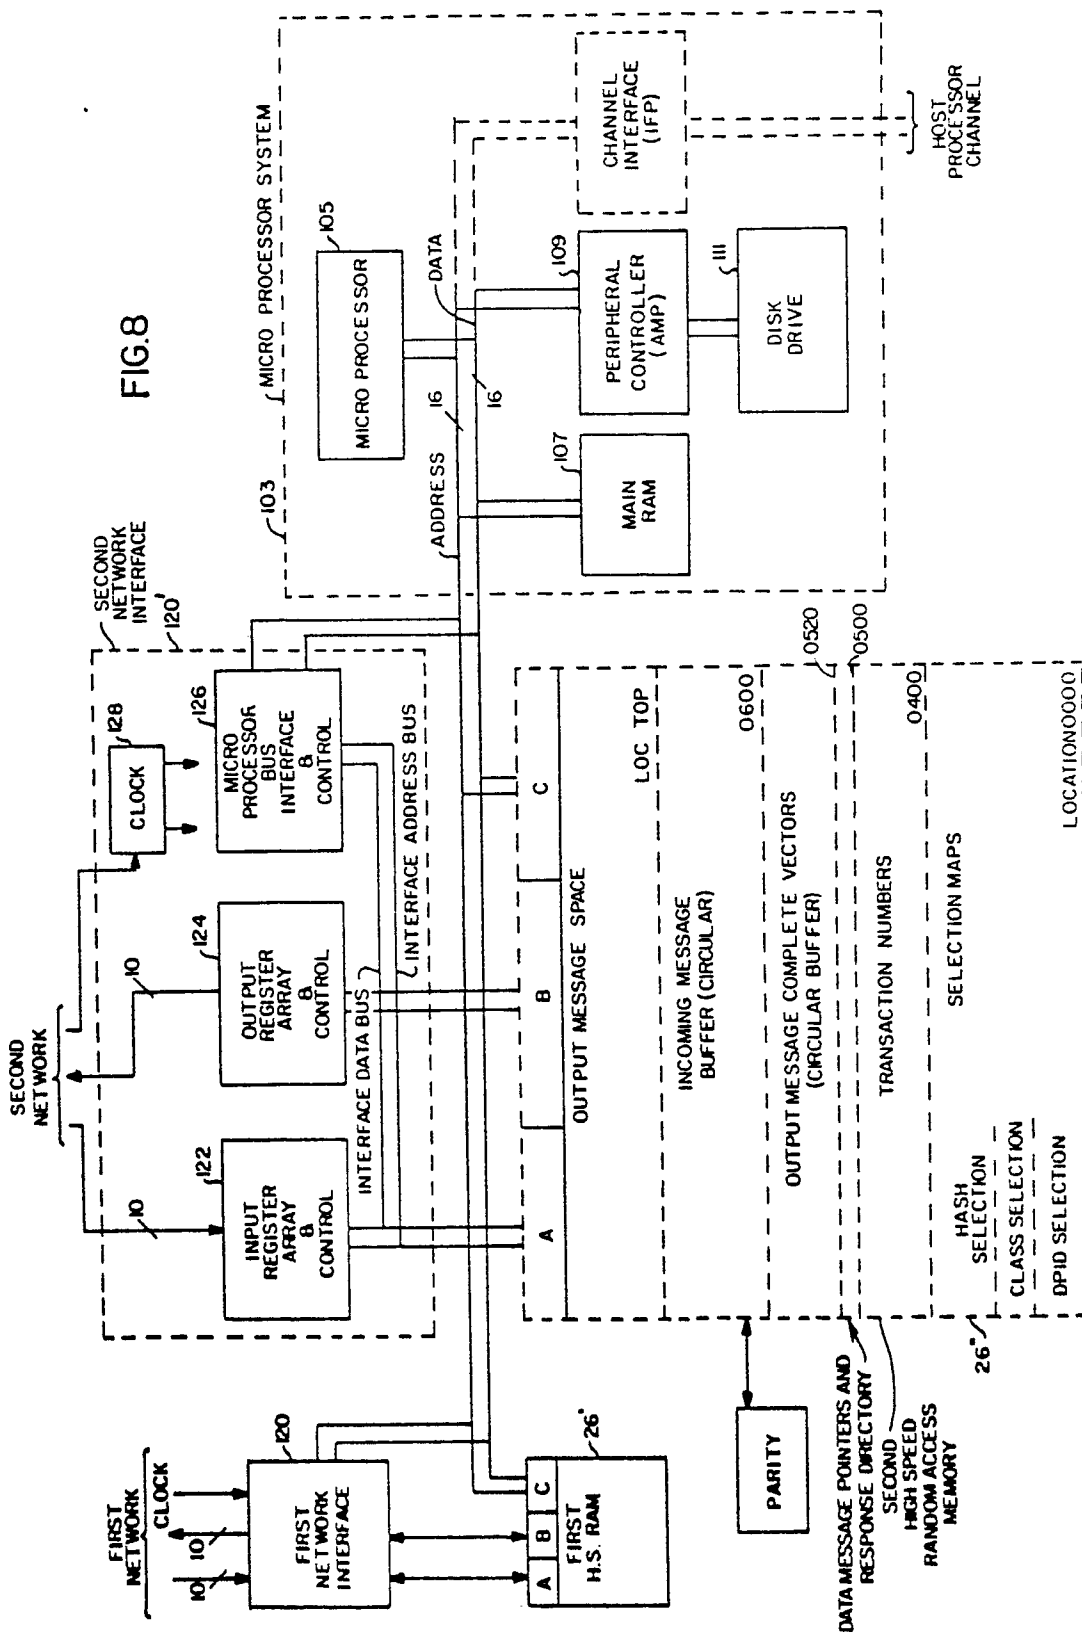 FIG.8
FIRST
NETWORK
CLOCK
10
10
FIRST
NETWORK
INTERFACE
120
A
B
C
FIRST
H.S. RAM
26'
SECOND
NETWORK
10
10
SECOND
NETWORK
INTERFACE
120'
INPUT
REGISTER
ARRAY
&
CONTROL
122
OUTPUT
REGISTER
ARRAY
&
CONTROL
124
CLOCK
128
MICRO
PROCESSOR
BUS
INTERFACE
&
CONTROL
126
INTERFACE DATA BUS
INTERFACE ADDRESS BUS
103
MICRO PROCESSOR SYSTEM
MICRO PROCESSOR
105
ADDRESS
16
DATA
16
MAIN
RAM
107
PERIPHERAL
CONTROLLER
(AMP)
109
CHANNEL
INTERFACE
(IFP)
DISK
DRIVE
111
HOST
PROCESSOR
CHANNEL
A
B
C
OUTPUT MESSAGE SPACE
LOC TOP
INCOMING MESSAGE
BUFFER (CIRCULAR)
0600
OUTPUT MESSAGE COMPLETE VECTORS
(CIRCULAR BUFFER)
0520
0500
TRANSACTION NUMBERS
0400
SELECTION MAPS
HASH
SELECTION
CLASS SELECTION
DPID SELECTION
LOCATION 0000
PARITY
DATA MESSAGE POINTERS AND
RESPONSE DIRECTORY
SECOND
HIGH SPEED
RANDOM ACCESS
MEMORY
26"